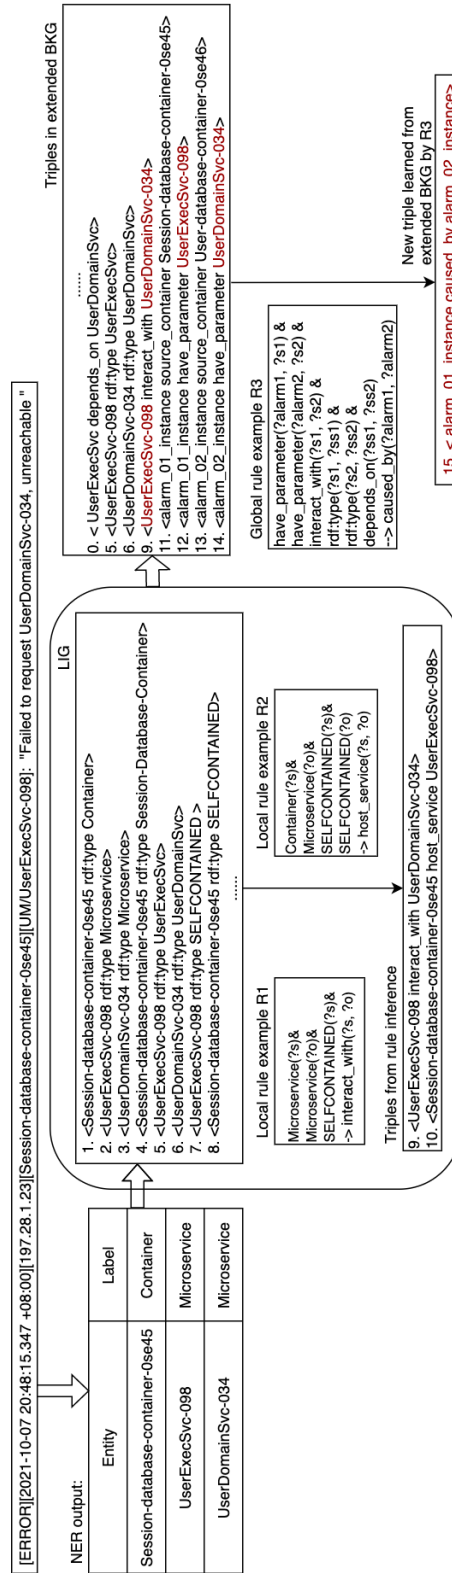 [ERROR][2021-10-07 20:48:15.347 +08:00][197.28.1.23][Session-database-container-0se45][UM/UserExecSvc-098]: "Failed to request UserDomainSvc-034, unreachable "
NER output:
Entity Label
Session-database-container-0se45 Container
UserExecSvc-098 Microservice
UserDomainSvc-034 Microservice
LIG
1. <Session-database-container-0se45 rdf:type Container>
2. <UserExecSvc-098 rdf:type Microservice>
3. <UserDomainSvc-034 rdf:type Microservice>
4. <Session-database-container-0se45 rdf:type Session-Database-Container>
5. <UserExecSvc-098 rdf:type UserExecSvc>
6. <UserDomainSvc-034 rdf:type UserDomainSvc>
7. <UserExecSvc-098 rdf:type SELFCONTAINED >
8. <Session-database-container-0se45 rdf:type SELFCONTAINED>
......
Local rule example R1
Microservice(?s)&
Microservice(?o)&
SELFCONTAINED(?s)&
-> interact_with(?s, ?o)
Local rule example R2
Container(?s)&
Microservice(?o)&
SELFCONTAINED(?s)&
SELFCONTAINED(?o)
-> host_service(?s, ?o)
Triples from rule inference
9. <UserExecSvc-098 interact_with UserDomainSvc-034>
10. <Session-database-container-0se45 host_service UserExecSvc-098>
Triples in extended BKG
......
0. < UserExecSvc depends_on UserDomainSvc>
5. <UserExecSvc-098 rdf:type UserExecSvc>
6. <UserDomainSvc-034 rdf:type UserDomainSvc>
9. <UserExecSvc-098 interact_with UserDomainSvc-034>
11. <alarm_01_instance source_container Session-database-container-0se45>
12. <alarm_01_instance have_parameter UserExecSvc-098>
13. <alarm_02_instance source_container User-database-container-0se46>
14. <alarm_02_instance have_parameter UserDomainSvc-034>
Global rule example R3
have_parameter(?alarm1, ?s1) &
have_parameter(?alarm2, ?s2) &
interact_with(?s1, ?s2) &
rdf:type(?s1, ?ss1) &
rdf:type(?s2, ?ss2) &
depends_on(?ss1, ?ss2)
--> caused_by(?alarm1, ?alarm2)
New triple learned from
extended BKG by R3
15. < alarm_01_instance caused_by alarm_02_instance>